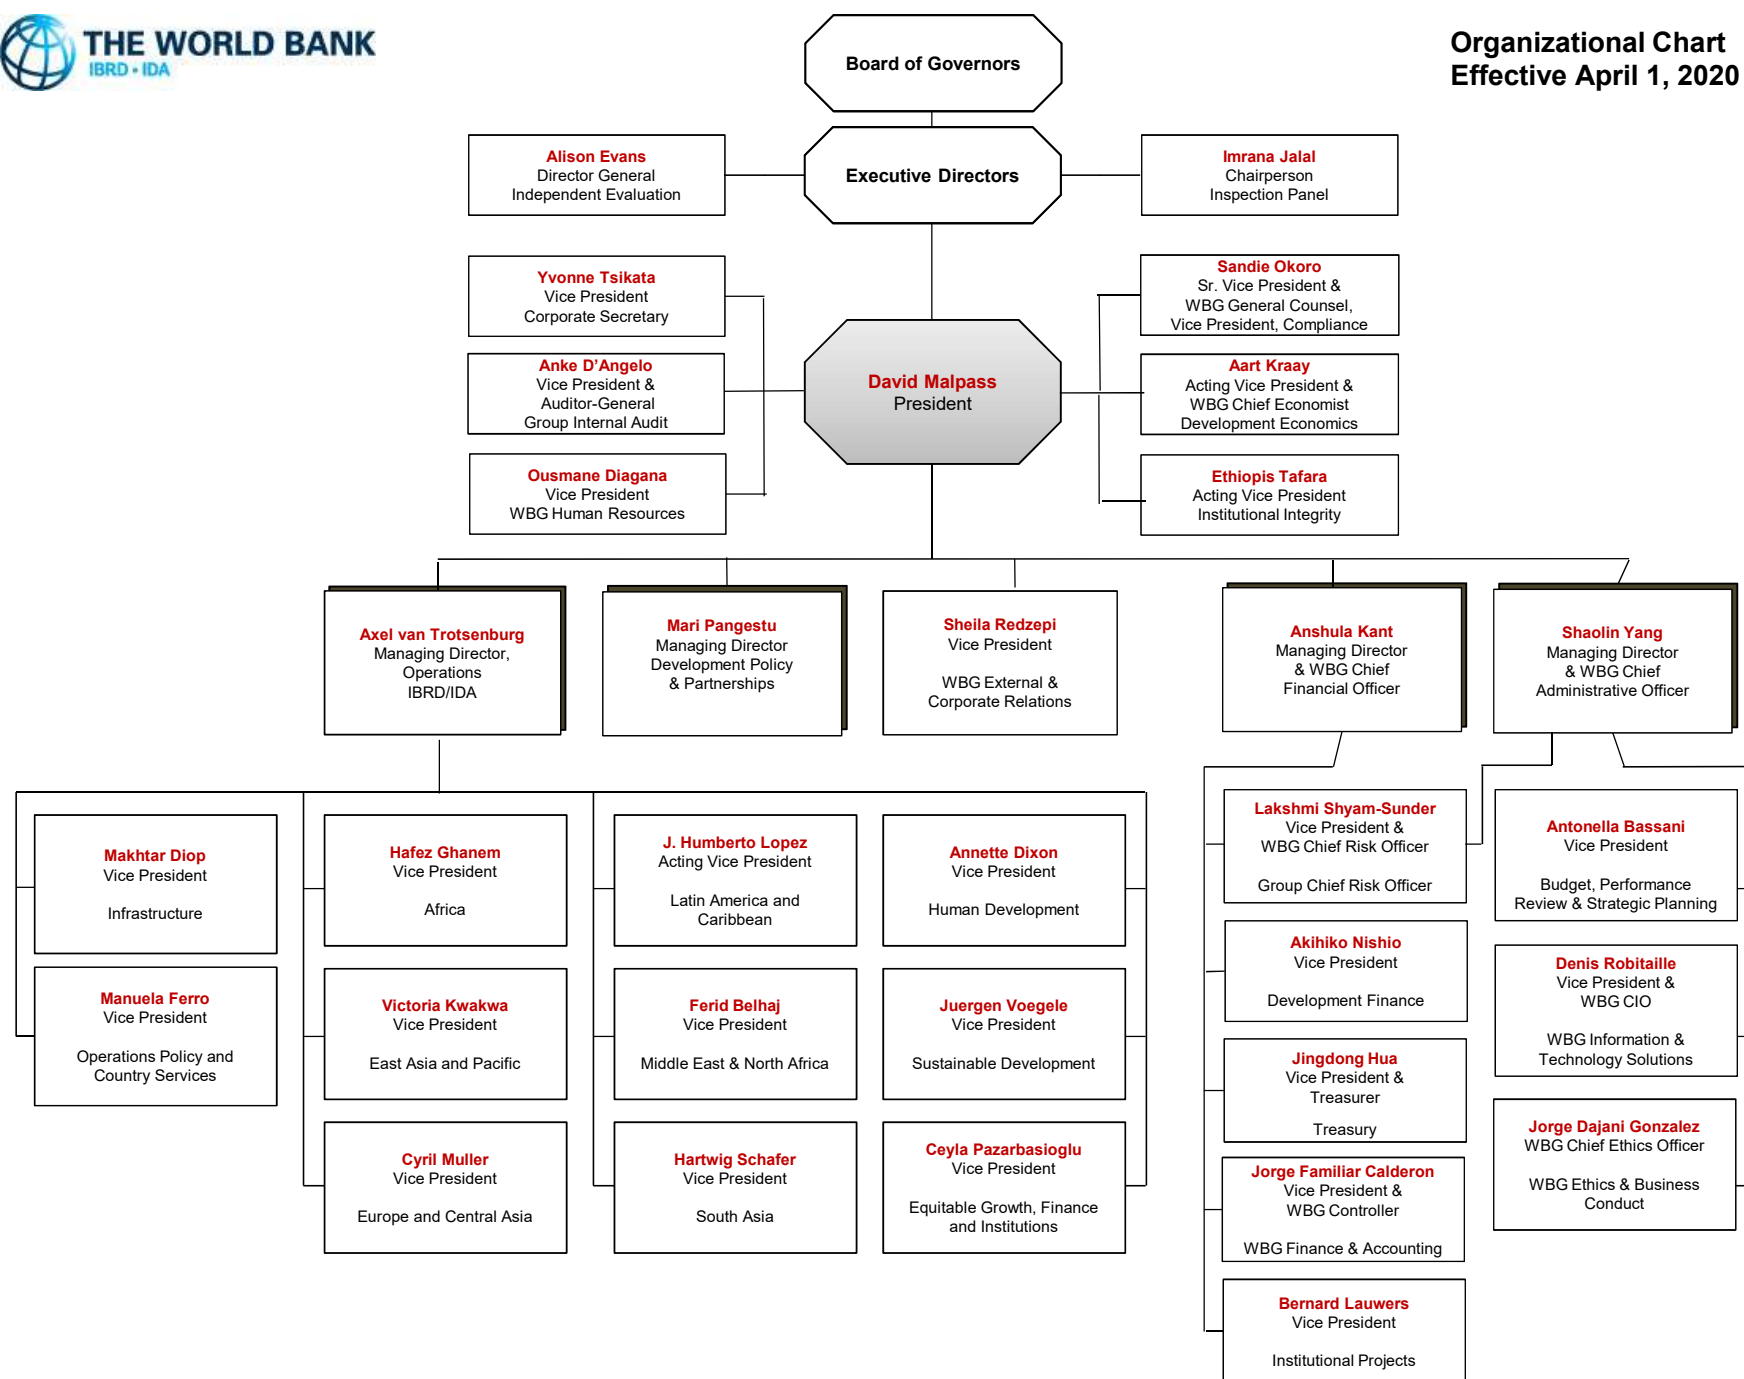 THE WORLD BANK
IBRD • IDA
Organizational Chart
Effective April 1, 2020
Board of Governors
Alison Evans
Director General
Independent Evaluation
Executive Directors
Imrana Jalal
Chairperson
Inspection Panel
Yvonne Tsikata
Vice President
Corporate Secretary
Sandie Okoro
Sr. Vice President &
WBG General Counsel,
Vice President, Compliance
Anke D’Angelo
Vice President &
Auditor-General
Group Internal Audit
David Malpass
President
Aart Kraay
Acting Vice President &
WBG Chief Economist
Development Economics
Ousmane Diagana
Vice President
WBG Human Resources
Ethiopis Tafara
Acting Vice President
Institutional Integrity
Axel van Trotsenburg
Managing Director,
Operations
IBRD/IDA
Mari Pangestu
Managing Director
Development Policy
& Partnerships
Sheila Redzepi
Vice President
WBG External &
Corporate Relations
Anshula Kant
Managing Director
& WBG Chief
Financial Officer
Shaolin Yang
Managing Director
& WBG Chief
Administrative Officer
Makhtar Diop
Vice President
Infrastructure
Hafez Ghanem
Vice President
Africa
J. Humberto Lopez
Acting Vice President
Latin America and
Caribbean
Annette Dixon
Vice President
Human Development
Lakshmi Shyam-Sunder
Vice President &
WBG Chief Risk Officer
Group Chief Risk Officer
Antonella Bassani
Vice President
Budget, Performance
Review & Strategic Planning
Manuela Ferro
Vice President
Operations Policy and
Country Services
Victoria Kwakwa
Vice President
East Asia and Pacific
Ferid Belhaj
Vice President
Middle East & North Africa
Juergen Voegele
Vice President
Sustainable Development
Akihiko Nishio
Vice President
Development Finance
Denis Robitaille
Vice President &
WBG CIO
WBG Information &
Technology Solutions
Jingdong Hua
Vice President &
Treasurer
Treasury
Cyril Muller
Vice President
Europe and Central Asia
Hartwig Schafer
Vice President
South Asia
Ceyla Pazarbasioglu
Vice President
Equitable Growth, Finance
and Institutions
Jorge Familiar Calderon
Vice President &
WBG Controller
WBG Finance & Accounting
Jorge Dajani Gonzalez
WBG Chief Ethics Officer
WBG Ethics & Business
Conduct
Bernard Lauwers
Vice President
Institutional Projects